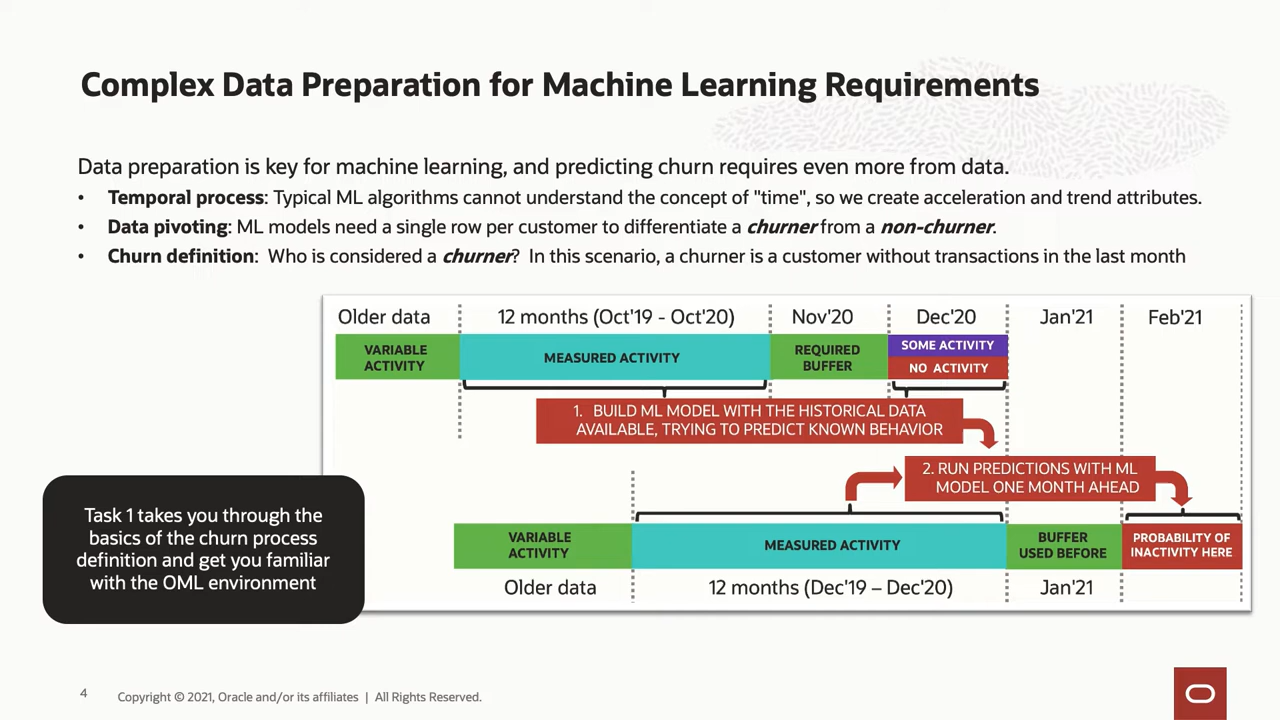 Complex Data Preparation for Machine Learning Requirements
Data preparation is key for machine learning, and predicting churn requires even more from data.
• Temporal process: Typical ML algorithms cannot understand the concept of "time", so we create acceleration and trend attributes.
• Data pivoting: ML models need a single row per customer to differentiate a churner from a non-churner.
• Churn definition: Who is considered a churner? In this scenario, a churner is a customer without transactions in the last month
Older data
12 months (Oct'19 - Oct'20)
Nov'20
Dec'20
Jan'21
Feb'21
VARIABLE
ACTIVITY
MEASURED ACTIVITY
REQUIRED
BUFFER
SOME ACTIVITY
NO ACTIVITY
1. BUILD ML MODEL WITH THE HISTORICAL DATA
AVAILABLE, TRYING TO PREDICT KNOWN BEHAVIOR
2. RUN PREDICTIONS WITH ML
MODEL ONE MONTH AHEAD
VARIABLE
ACTIVITY
MEASURED ACTIVITY
BUFFER
USED BEFORE
PROBABILITY OF
INACTIVITY HERE
Older data
12 months (Dec'19 – Dec'20)
Jan'21
Task 1 takes you through the
basics of the churn process
definition and get you familiar
with the OML environment
4
Copyright © 2021, Oracle and/or its affiliates | All Rights Reserved.